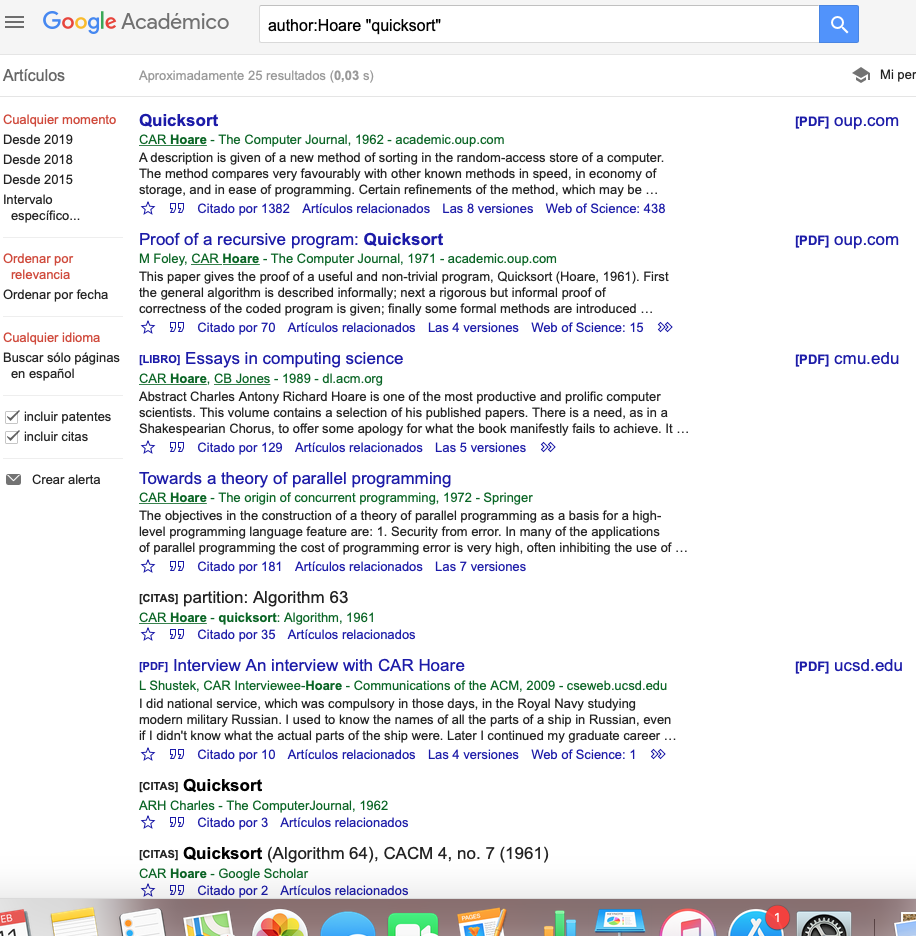 Google Académico
author:Hoare "quicksort"
Artículos
Aproximadamente 25 resultados (0,03 s)
Mi per
Cualquier momento
Desde 2019
Desde 2018
Desde 2015
Intervalo
específico...
Ordenar por
relevancia
Ordenar por fecha
Cualquier idioma
Buscar sólo páginas
en español
incluir patentes
incluir citas
Crear alerta
Quicksort
[PDF] oup.com
CAR Hoare - The Computer Journal, 1962 - academic.oup.com
A description is given of a new method of sorting in the random-access store of a computer.
The method compares very favourably with other known methods in speed, in economy of
storage, and in ease of programming. Certain refinements of the method, which may be …
Citado por 1382 Artículos relacionados Las 8 versiones Web of Science: 438
Proof of a recursive program: Quicksort
[PDF] oup.com
M Foley, CAR Hoare - The Computer Journal, 1971 - academic.oup.com
This paper gives the proof of a useful and non-trivial program, Quicksort (Hoare, 1961). First
the general algorithm is described informally; next a rigorous but informal proof of
correctness of the coded program is given; finally some formal methods are introduced …
Citado por 70 Artículos relacionados Las 4 versiones Web of Science: 15
[LIBRO] Essays in computing science
[PDF] cmu.edu
CAR Hoare, CB Jones - 1989 - dl.acm.org
Abstract Charles Antony Richard Hoare is one of the most productive and prolific computer
scientists. This volume contains a selection of his published papers. There is a need, as in a
Shakespearian Chorus, to offer some apology for what the book manifestly fails to achieve. It …
Citado por 129 Artículos relacionados Las 5 versiones
Towards a theory of parallel programming
CAR Hoare - The origin of concurrent programming, 1972 - Springer
The objectives in the construction of a theory of parallel programming as a basis for a high-
level programming language feature are: 1. Security from error. In many of the applications
of parallel programming the cost of programming error is very high, often inhibiting the use of …
Citado por 181 Artículos relacionados Las 7 versiones
[CITAS] partition: Algorithm 63
CAR Hoare - quicksort: Algorithm, 1961
Citado por 35 Artículos relacionados
[PDF] Interview An interview with CAR Hoare
[PDF] ucsd.edu
L Shustek, CAR Interviewee-Hoare - Communications of the ACM, 2009 - cseweb.ucsd.edu
I did national service, which was compulsory in those days, in the Royal Navy studying
modern military Russian. I used to know the names of all the parts of a ship in Russian, even
if I didn't know what the actual parts of the ship were. Later I continued my graduate career …
Citado por 10 Artículos relacionados Las 4 versiones Web of Science: 1
[CITAS] Quicksort
ARH Charles - The ComputerJournal, 1962
Citado por 3 Artículos relacionados
[CITAS] Quicksort (Algorithm 64), CACM 4, no. 7 (1961)
CAR Hoare - Google Scholar
Citado por 2 Artículos relacionados
PAGES
1